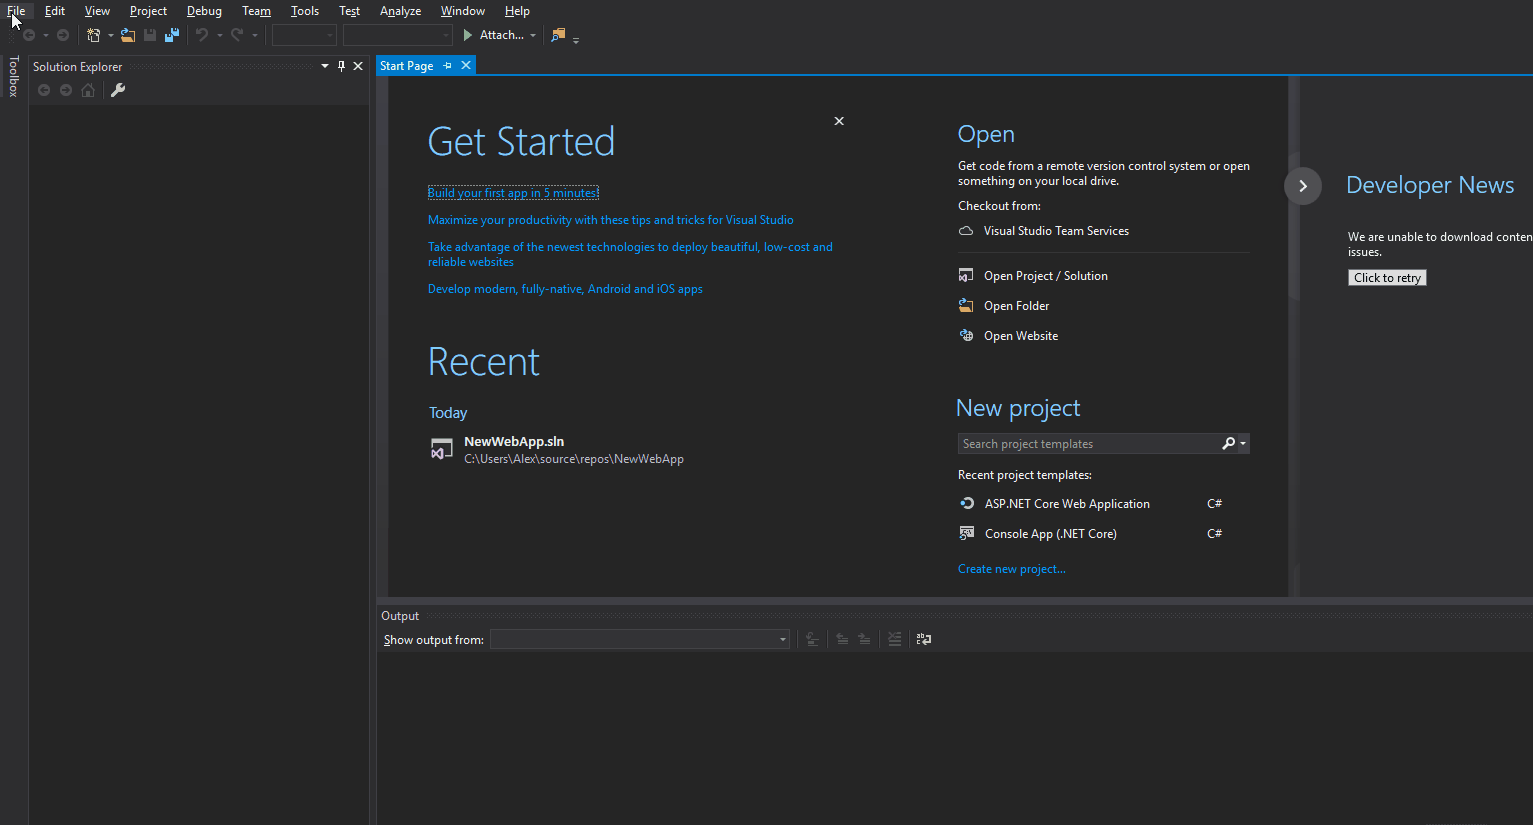 File Edit View Project Debug Team Tools Test Analyze Window Help
Attach...
Toolbox
Solution Explorer
Start Page
Get Started
Build your first app in 5 minutes!
Maximize your productivity with these tips and tricks for Visual Studio
Take advantage of the newest technologies to deploy beautiful, low-cost and
reliable websites
Develop modern, fully-native, Android and iOS apps
Recent
Today
NewWebApp.sln
C:\Users\Alex\source\repos\NewWebApp
Open
Get code from a remote version control system or open
something on your local drive.
Checkout from:
Visual Studio Team Services
Open Project / Solution
Open Folder
Open Website
New project
Search project templates
Recent project templates:
ASP.NET Core Web Application C#
Console App (.NET Core) C#
Create new project...
Developer News
We are unable to download conten
issues.
Click to retry
Output
Show output from: